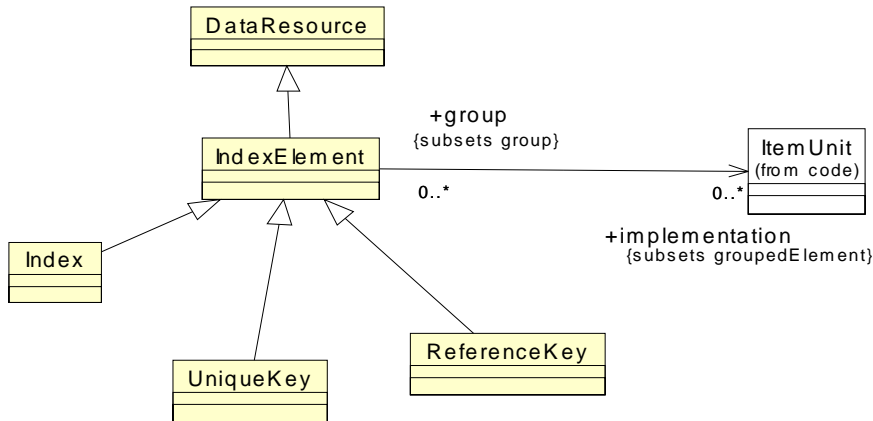 DataResource
+group
{subsets group}
IndexElement
ItemUnit
(from code)
0..*
0..*
+implementation
{subsets groupedElement}
Index
ReferenceKey
UniqueKey